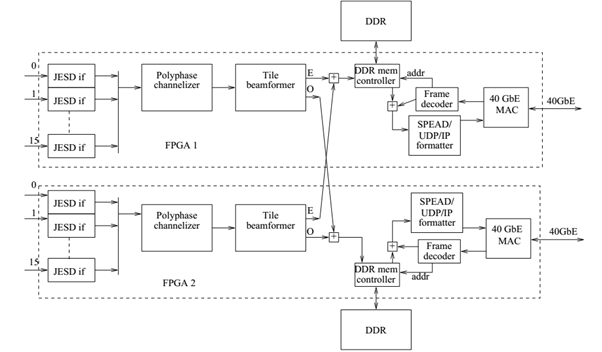 DDR
0
JESD if
1
JESD if
15
JESD if
Polyphase
channelizer
Tile
beamformer
E
O
+
DDR mem
controller
addr
+
Frame
decoder
SPEAD/
UDP/IP
formatter
40 GbE
MAC
40GbE
FPGA 1
0
JESD if
1
JESD if
15
JESD if
Polyphase
channelizer
Tile
beamformer
E
O
+
SPEAD/
UDP/IP
formatter
+
Frame
decoder
40 GbE
MAC
40GbE
DDR mem
controller
addr
FPGA 2
DDR